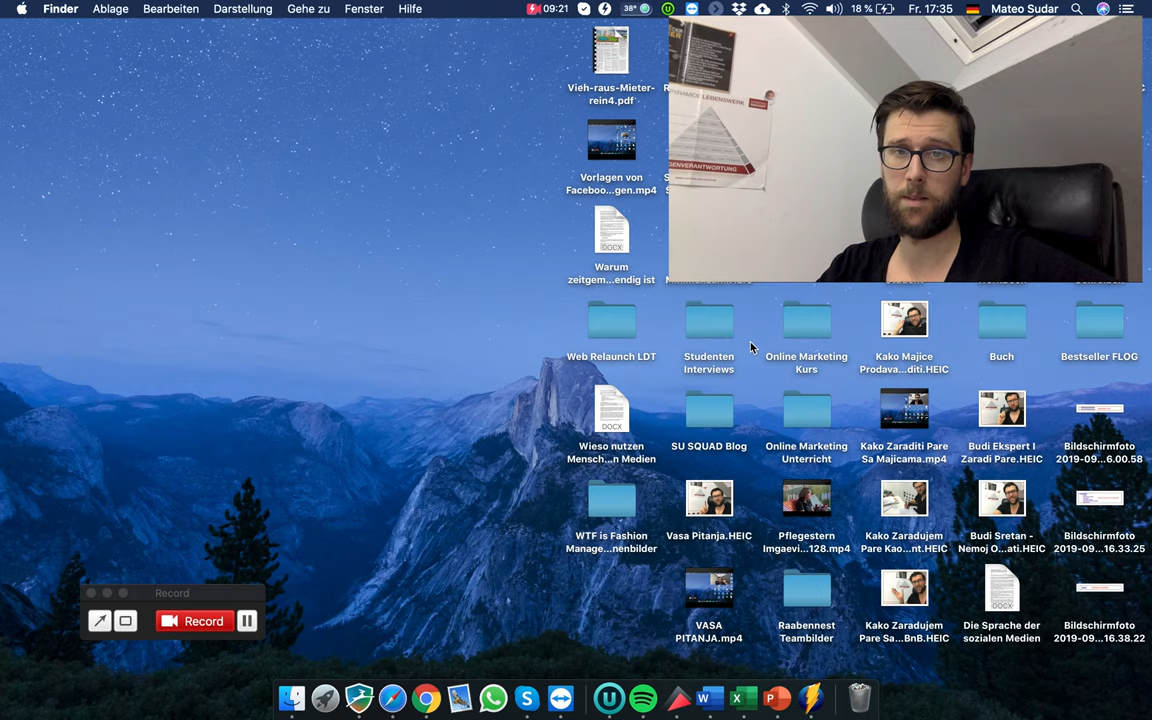 Finder Ablage Bearbeiten Darstellung Gehe zu Fenster Hilfe 09:21 38° 18 % Fr. 17:35 Mateo Sudar
Vieh-raus-Mieter-
rein4.pdf
Vorlagen von
Faceboo...gen.mp4
DOCX
Warum
zeitgem...endig ist
LEBENSWERK
GENVERANTWORTUNG
Web Relaunch LDT
Studenten
Interviews
Online Marketing
Kurs
Kako Majice
Prodava...diti.HEIC
Buch
Bestseller FLOG
DOCX
Wieso nutzen
Mensch...n Medien
SU SQUAD Blog
Online Marketing
Unterricht
Kako Zaraditi Pare
Sa Majicama.mp4
Budi Ekspert I
Zaradi Pare.HEIC
Bildschirmfoto
2019-09...6.00.58
WTF is Fashion
Manage...nenbilder
Vasa Pitanja.HEIC
Pflegestern
Imgaevi...128.mp4
Kako Zaradujem
Pare Kao...nt.HEIC
Budi Sretan -
Nemoj O...ati.HEIC
Bildschirmfoto
2019-09...16.33.25
VASA
PITANJA.mp4
Raabennest
Teambilder
Kako Zaradujem
Pare Sa...BnB.HEIC
DOCX
Die Sprache der
sozialen Medien
Bildschirmfoto
2019-09...16.38.22
Record
Record